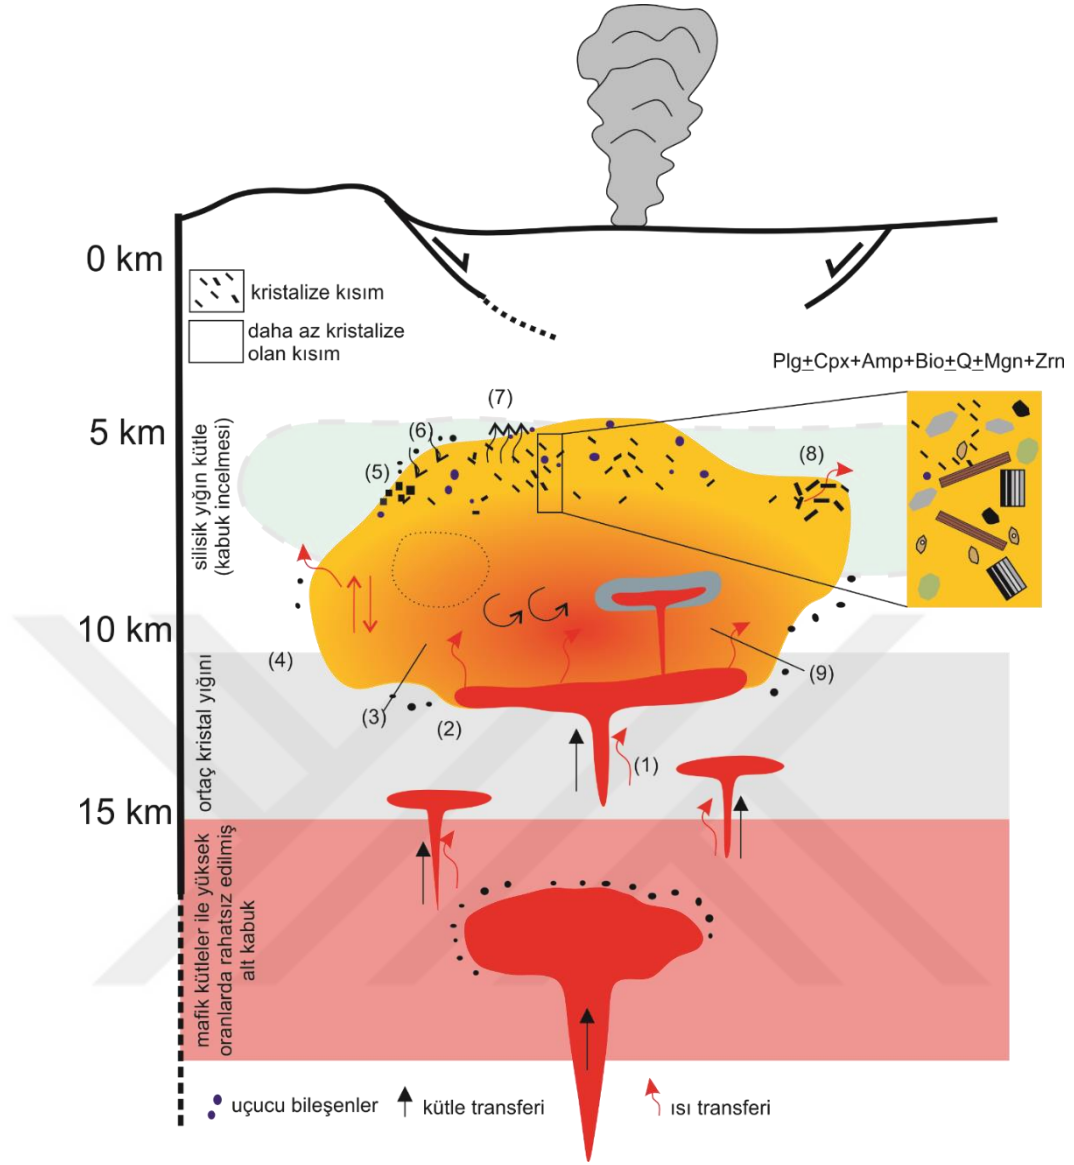 0 km
kristalize kısım
daha az kristalize
olan kısım
Plg±Cpx+Amp+Bio±Q±Mgn+Zrn
5 km
(7)
(6)
(5)
(8)
silisik yığın kütle
(kabuk incelmesi)
10 km
(4)
(3)
(2)
(9)
(1)
ortaç kristal yığını
15 km
mafik kütleler ile yüksek
oranlarda rahatsız edilmiş
alt kabuk
uçucu bileşenler
kütle transferi
ısı transferi